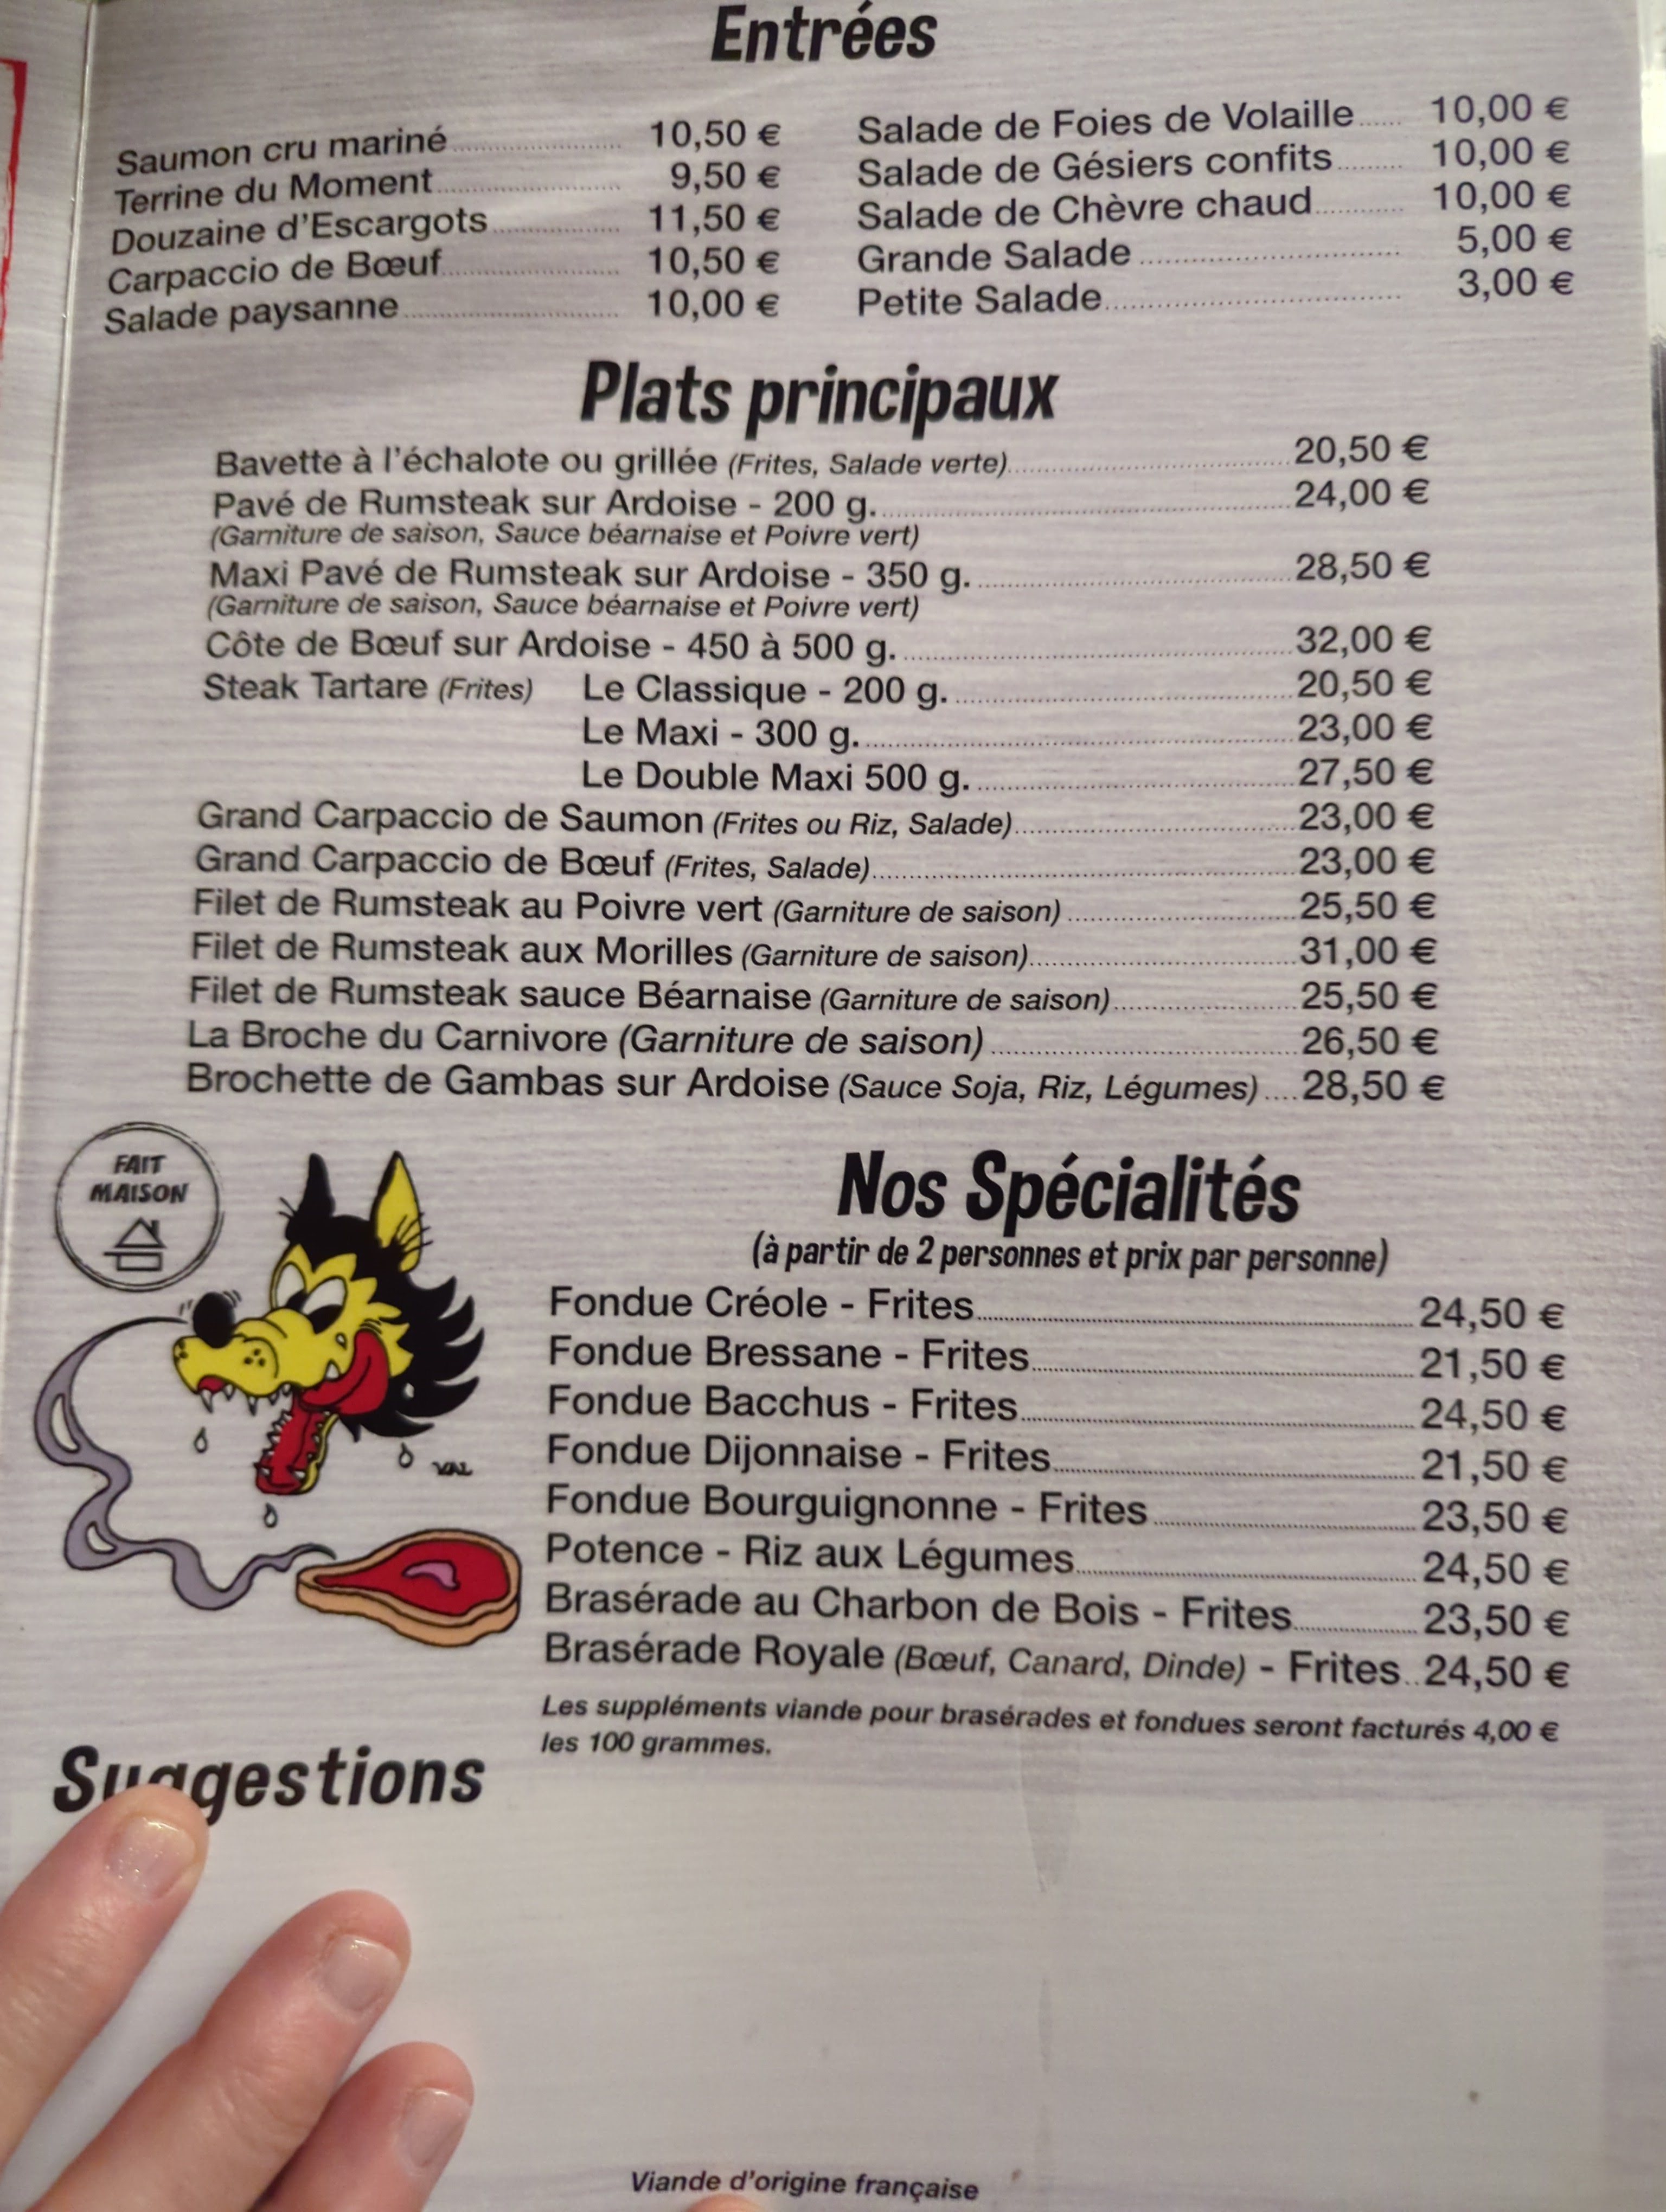 Entrées
Saumon cru mariné 10,50 €
Terrine du Moment 9,50 €
Douzaine d'Escargots 11,50 €
Carpaccio de Bœuf 10,50 €
Salade paysanne 10,00 €
Salade de Foies de Volaille 10,00 €
Salade de Gésiers confits 10,00 €
Salade de Chèvre chaud 10,00 €
Grande Salade 5,00 €
Petite Salade 3,00 €
Plats principaux
Bavette à l'échalote ou grillée (Frites, Salade verte) 20,50 €
Pavé de Rumsteak sur Ardoise - 200 g. 24,00 €
(Garniture de saison, Sauce béarnaise et Poivre vert)
Maxi Pavé de Rumsteak sur Ardoise - 350 g. 28,50 €
(Garniture de saison, Sauce béarnaise et Poivre vert)
Côte de Bœuf sur Ardoise - 450 à 500 g. 32,00 €
Steak Tartare (Frites) Le Classique - 200 g. 20,50 €
Le Maxi - 300 g. 23,00 €
Le Double Maxi 500 g. 27,50 €
Grand Carpaccio de Saumon (Frites ou Riz, Salade) 23,00 €
Grand Carpaccio de Bœuf (Frites, Salade) 23,00 €
Filet de Rumsteak au Poivre vert (Garniture de saison) 25,50 €
Filet de Rumsteak aux Morilles (Garniture de saison) 31,00 €
Filet de Rumsteak sauce Béarnaise (Garniture de saison) 25,50 €
La Broche du Carnivore (Garniture de saison) 26,50 €
Brochette de Gambas sur Ardoise (Sauce Soja, Riz, Légumes) 28,50 €
FAIT
MAISON
VAL
Nos Spécialités
(à partir de 2 personnes et prix par personne)
Fondue Créole - Frites 24,50 €
Fondue Bressane - Frites 21,50 €
Fondue Bacchus - Frites 24,50 €
Fondue Dijonnaise - Frites 21,50 €
Fondue Bourguignonne - Frites 23,50 €
Potence - Riz aux Légumes 24,50 €
Brasérade au Charbon de Bois - Frites 23,50 €
Brasérade Royale (Bœuf, Canard, Dinde) - Frites 24,50 €
Les suppléments viande pour brasérades et fondues seront facturés 4,00 €
les 100 grammes.
Suggestions
Viande d'origine française